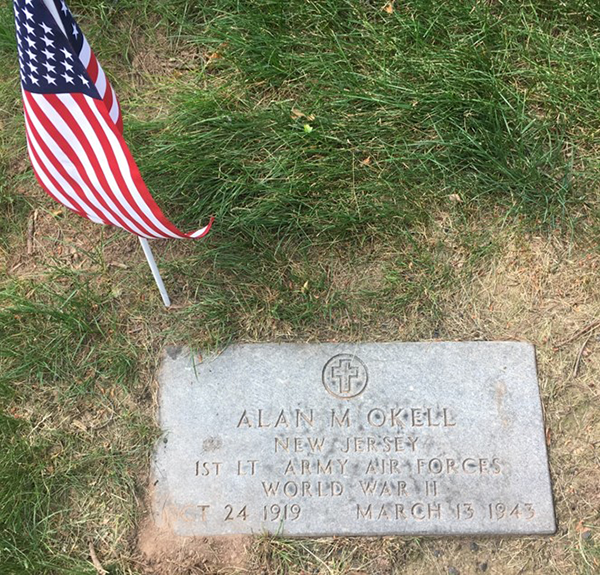 ALAN M OKELL
NEW JERSEY
1ST LT ARMY AIR FORCES
WORLD WAR II
T 24 1919 MARCH 13 1943